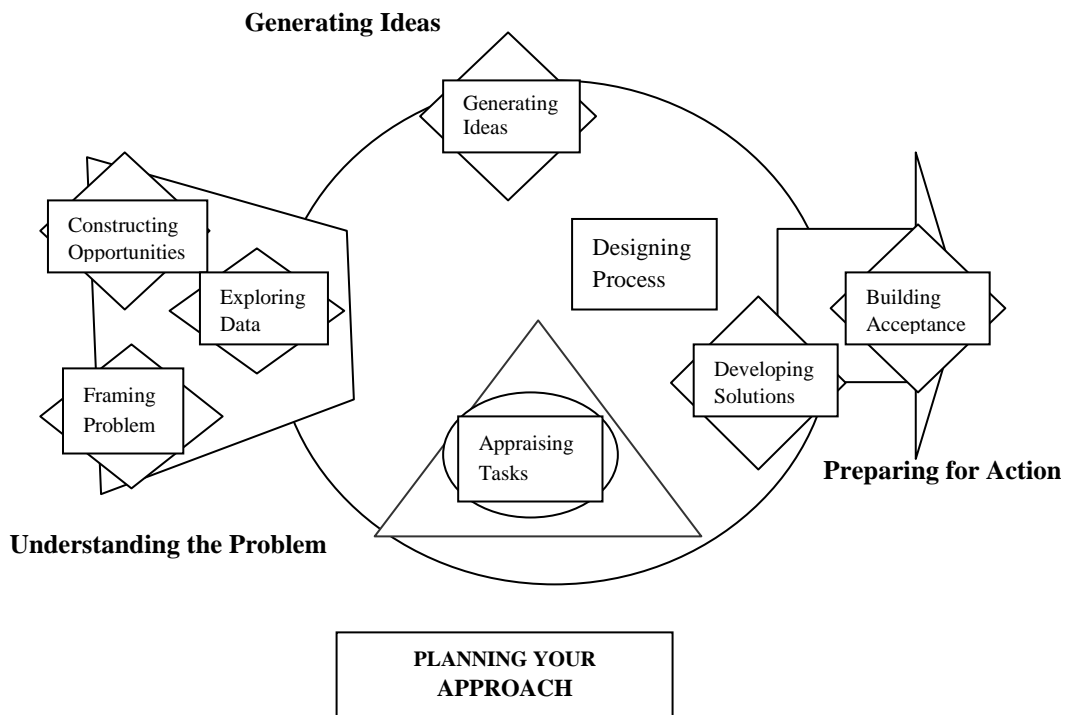 Generating Ideas
Generating
Ideas
Constructing
Opportunities
Exploring
Data
Framing
Problem
Designing
Process
Building
Acceptance
Developing
Solutions
Appraising
Tasks
Preparing for Action
Understanding the Problem
PLANNING YOUR
APPROACH